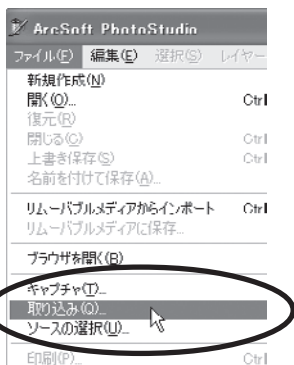 ArcSoft PhotoStudio
ファイル(F) 編集(E) 選択(S) レイヤー
新規作成(N)
開く(O)... Ctrl
復元(R)
閉じる(C) Ctrl
上書き保存(S) Ctrl
名前を付けて保存(A)...
リムーバブルメディアからインポート Ctrl
リムーバブルメディアに保存...
ブラウザを開く(B)
キャプチャ(T)...
取り込み(Q)...
ソースの選択(U)...
印刷(P)... Ctrl